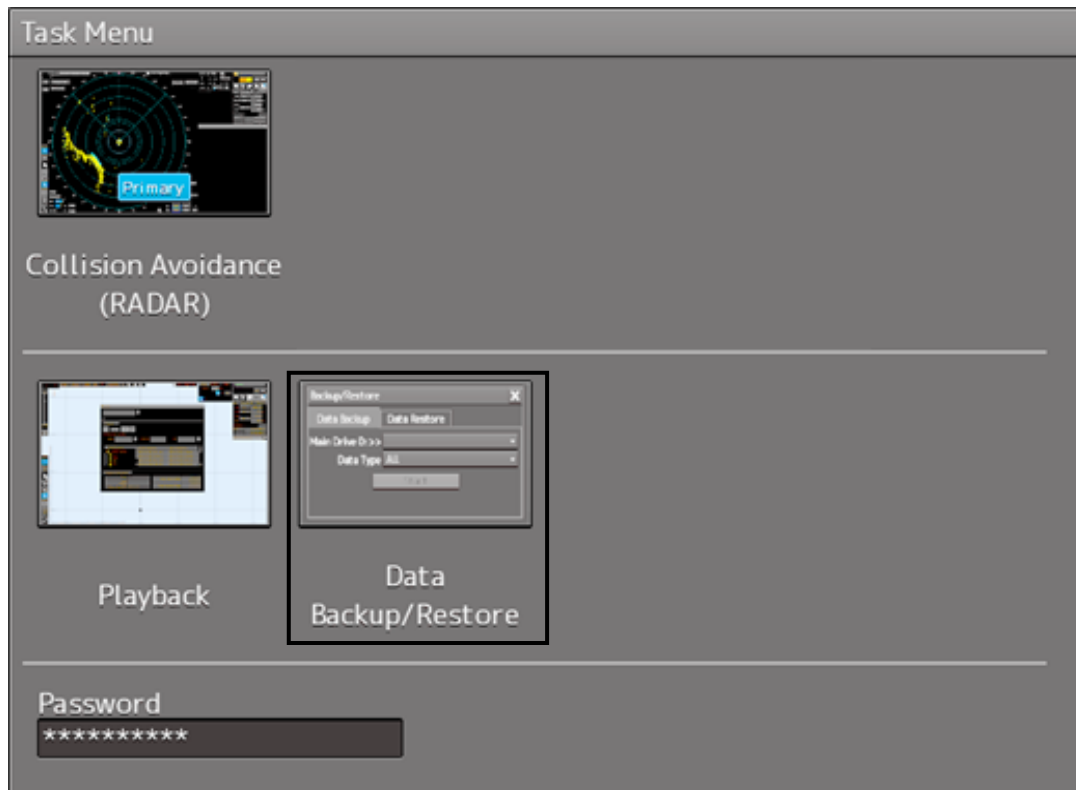 Task Menu
Primary
Collision Avoidance
(RADAR)
Backup/Restore X
Data Backup Data Restore
Main Drive D:>>
Data Type All
Start
Playback
Data
Backup/Restore
Password
**********